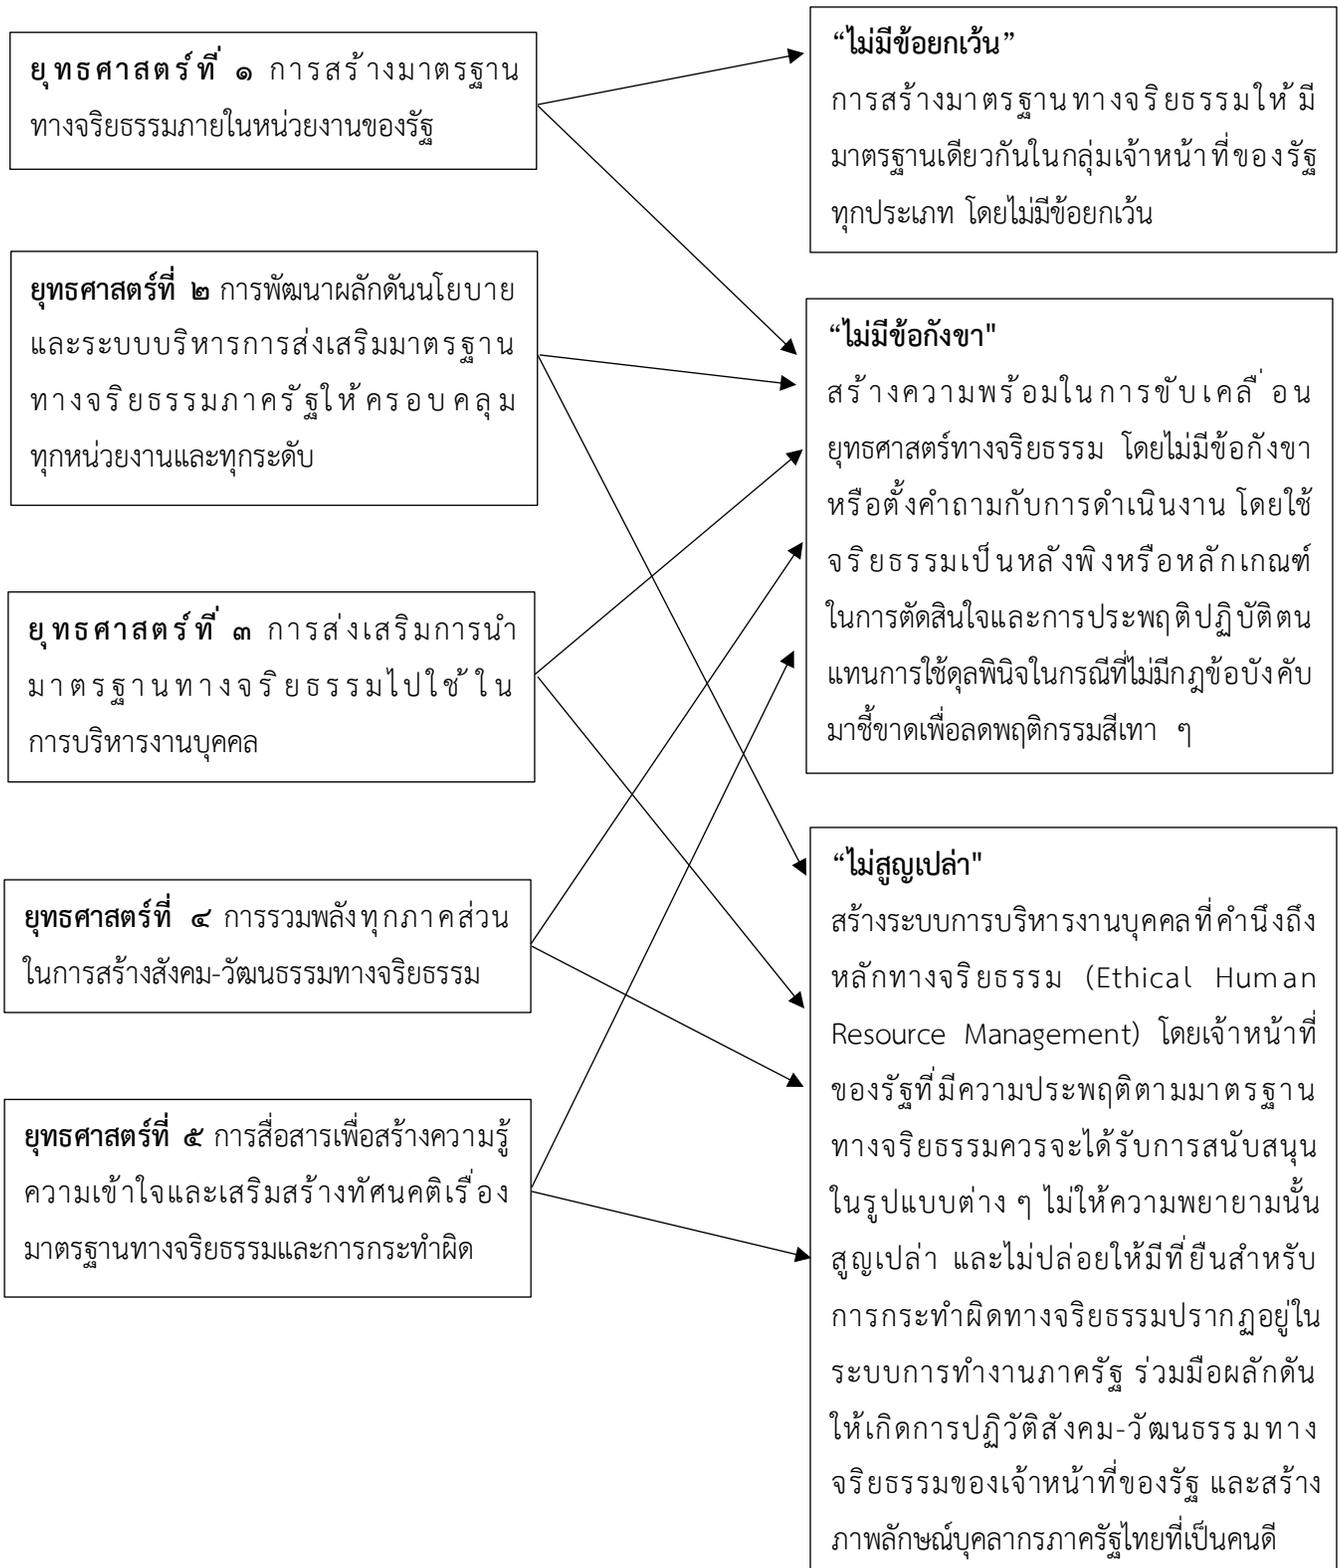 ยุทธศาสตร์ที่ ๑ การสร้างมาตรฐาน
ทางจริยธรรมภายในหน่วยงานของรัฐ
ยุทธศาสตร์ที่ ๒ การพัฒนาผลักดันนโยบาย
และระบบบริหารการส่งเสริมมาตรฐาน
ทางจริยธรรมภาครัฐให้ครอบคลุม
ทุกหน่วยงานและทุกระดับ
ยุทธศาสตร์ที่ ๓ การส่งเสริมการนำ
มาตรฐานทางจริยธรรมไปใช้ใน
การบริหารงานบุคคล
ยุทธศาสตร์ที่ ๔ การรวมพลังทุกภาคส่วน
ในการสร้างสังคม-วัฒนธรรมทางจริยธรรม
ยุทธศาสตร์ที่ ๕ การสื่อสารเพื่อสร้างความรู้
ความเข้าใจและเสริมสร้างทัศนคติเรื่อง
มาตรฐานทางจริยธรรมและการกระทำผิด
“ไม่มีข้อยกเว้น”
การสร้างมาตรฐานทางจริยธรรมให้มี
มาตรฐานเดียวกันในกลุ่มเจ้าหน้าที่ของรัฐ
ทุกประเภท โดยไม่มีข้อยกเว้น
“ไม่มีข้อกังขา"
สร้างความพร้อมในการขับเคลื่อน
ยุทธศาสตร์ทางจริยธรรม โดยไม่มีข้อกังขา
หรือตั้งคำถามกับการดำเนินงาน โดยใช้
จริยธรรมเป็นหลังพิงหรือหลักเกณฑ์
ในการตัดสินใจและการประพฤติปฏิบัติตน
แทนการใช้ดุลพินิจในกรณีที่ไม่มีกฎข้อบังคับ
มาชี้ขาดเพื่อลดพฤติกรรมสีเทา ๆ
“ไม่สูญเปล่า"
สร้างระบบการบริหารงานบุคคลที่คำนึงถึง
หลักทางจริยธรรม (Ethical Human
Resource Management) โดยเจ้าหน้าที่
ของรัฐที่มีความประพฤติตามมาตรฐาน
ทางจริยธรรมควรจะได้รับการสนับสนุน
ในรูปแบบต่าง ๆ ไม่ให้ความพยายามนั้น
สูญเปล่า และไม่ปล่อยให้มีที่ยืนสำหรับ
การกระทำผิดทางจริยธรรมปรากฏอยู่ใน
ระบบการทำงานภาครัฐ ร่วมมือผลักดัน
ให้เกิดการปฏิวัติสังคม-วัฒนธรรมทาง
จริยธรรมของเจ้าหน้าที่ของรัฐ และสร้าง
ภาพลักษณ์บุคลากรภาครัฐไทยที่เป็นคนดี